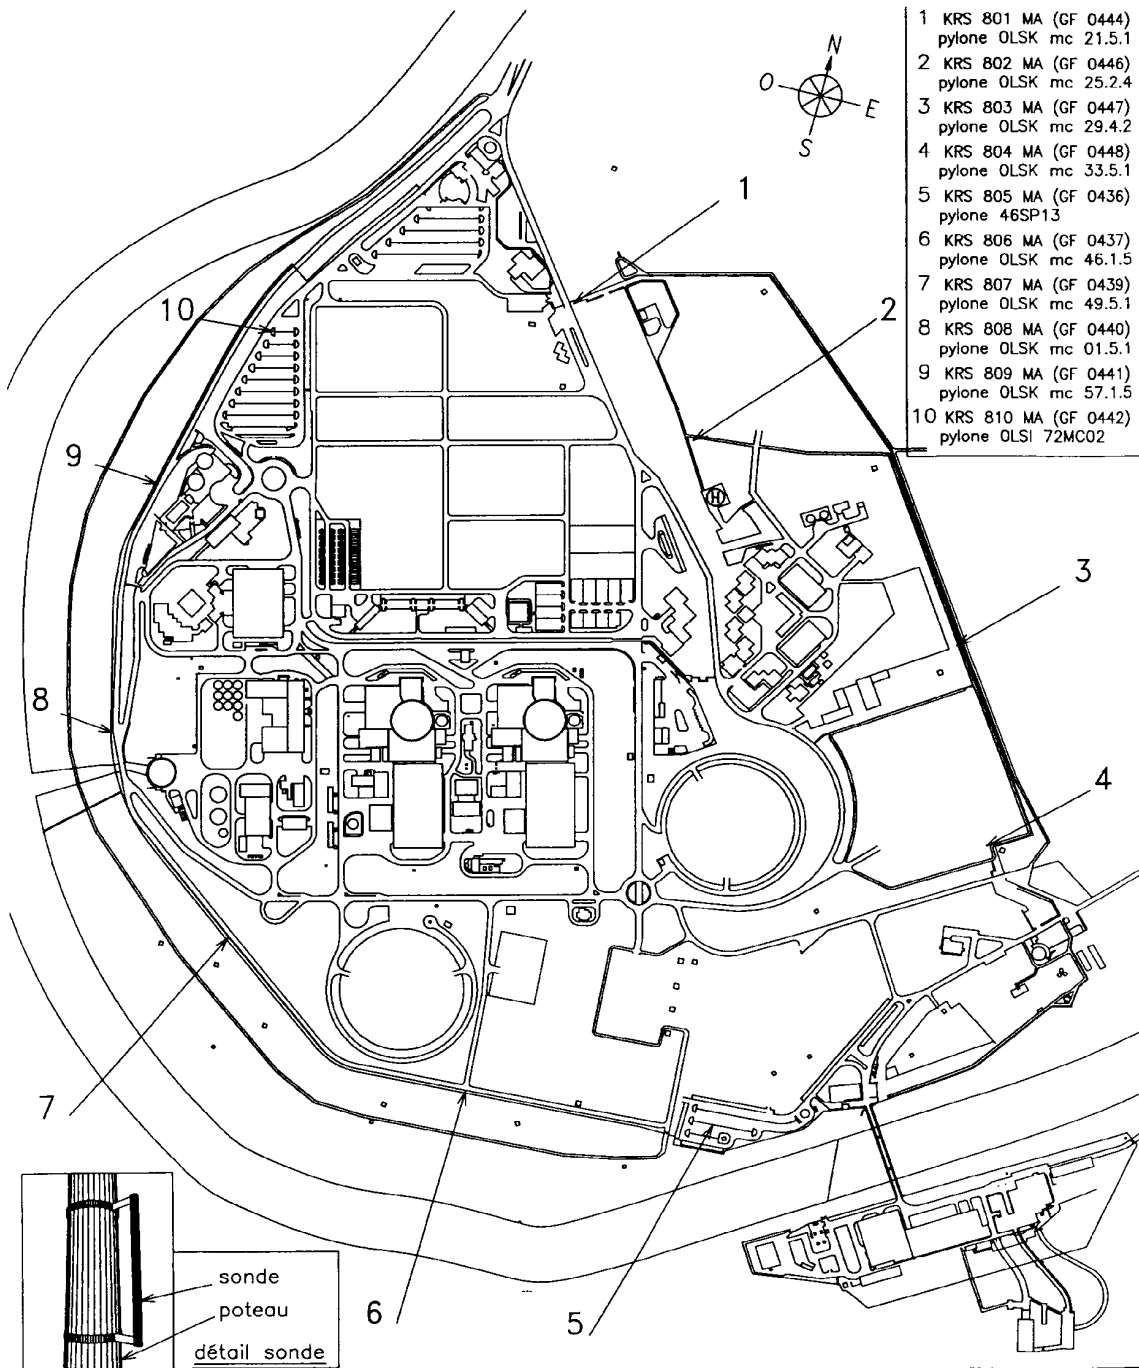 1 KRS 801 MA (GF 0444)
pylone OLSK mc 21.5.1
2 KRS 802 MA (GF 0446)
pylone OLSK mc 25.2.4
3 KRS 803 MA (GF 0447)
pylone OLSK mc 29.4.2
4 KRS 804 MA (GF 0448)
pylone OLSK mc 33.5.1
5 KRS 805 MA (GF 0436)
pylone 46SP13
6 KRS 806 MA (GF 0437)
pylone OLSK mc 46.1.5
7 KRS 807 MA (GF 0439)
pylone OLSK mc 49.5.1
8 KRS 808 MA (GF 0440)
pylone OLSK mc 01.5.1
9 KRS 809 MA (GF 0441)
pylone OLSK mc 57.1.5
10 KRS 810 MA (GF 0442)
pylone OLSI 72MC02
N
O
E
S
1
10
2
9
H
3
8
4
7
6
5
sonde
poteau
détail sonde